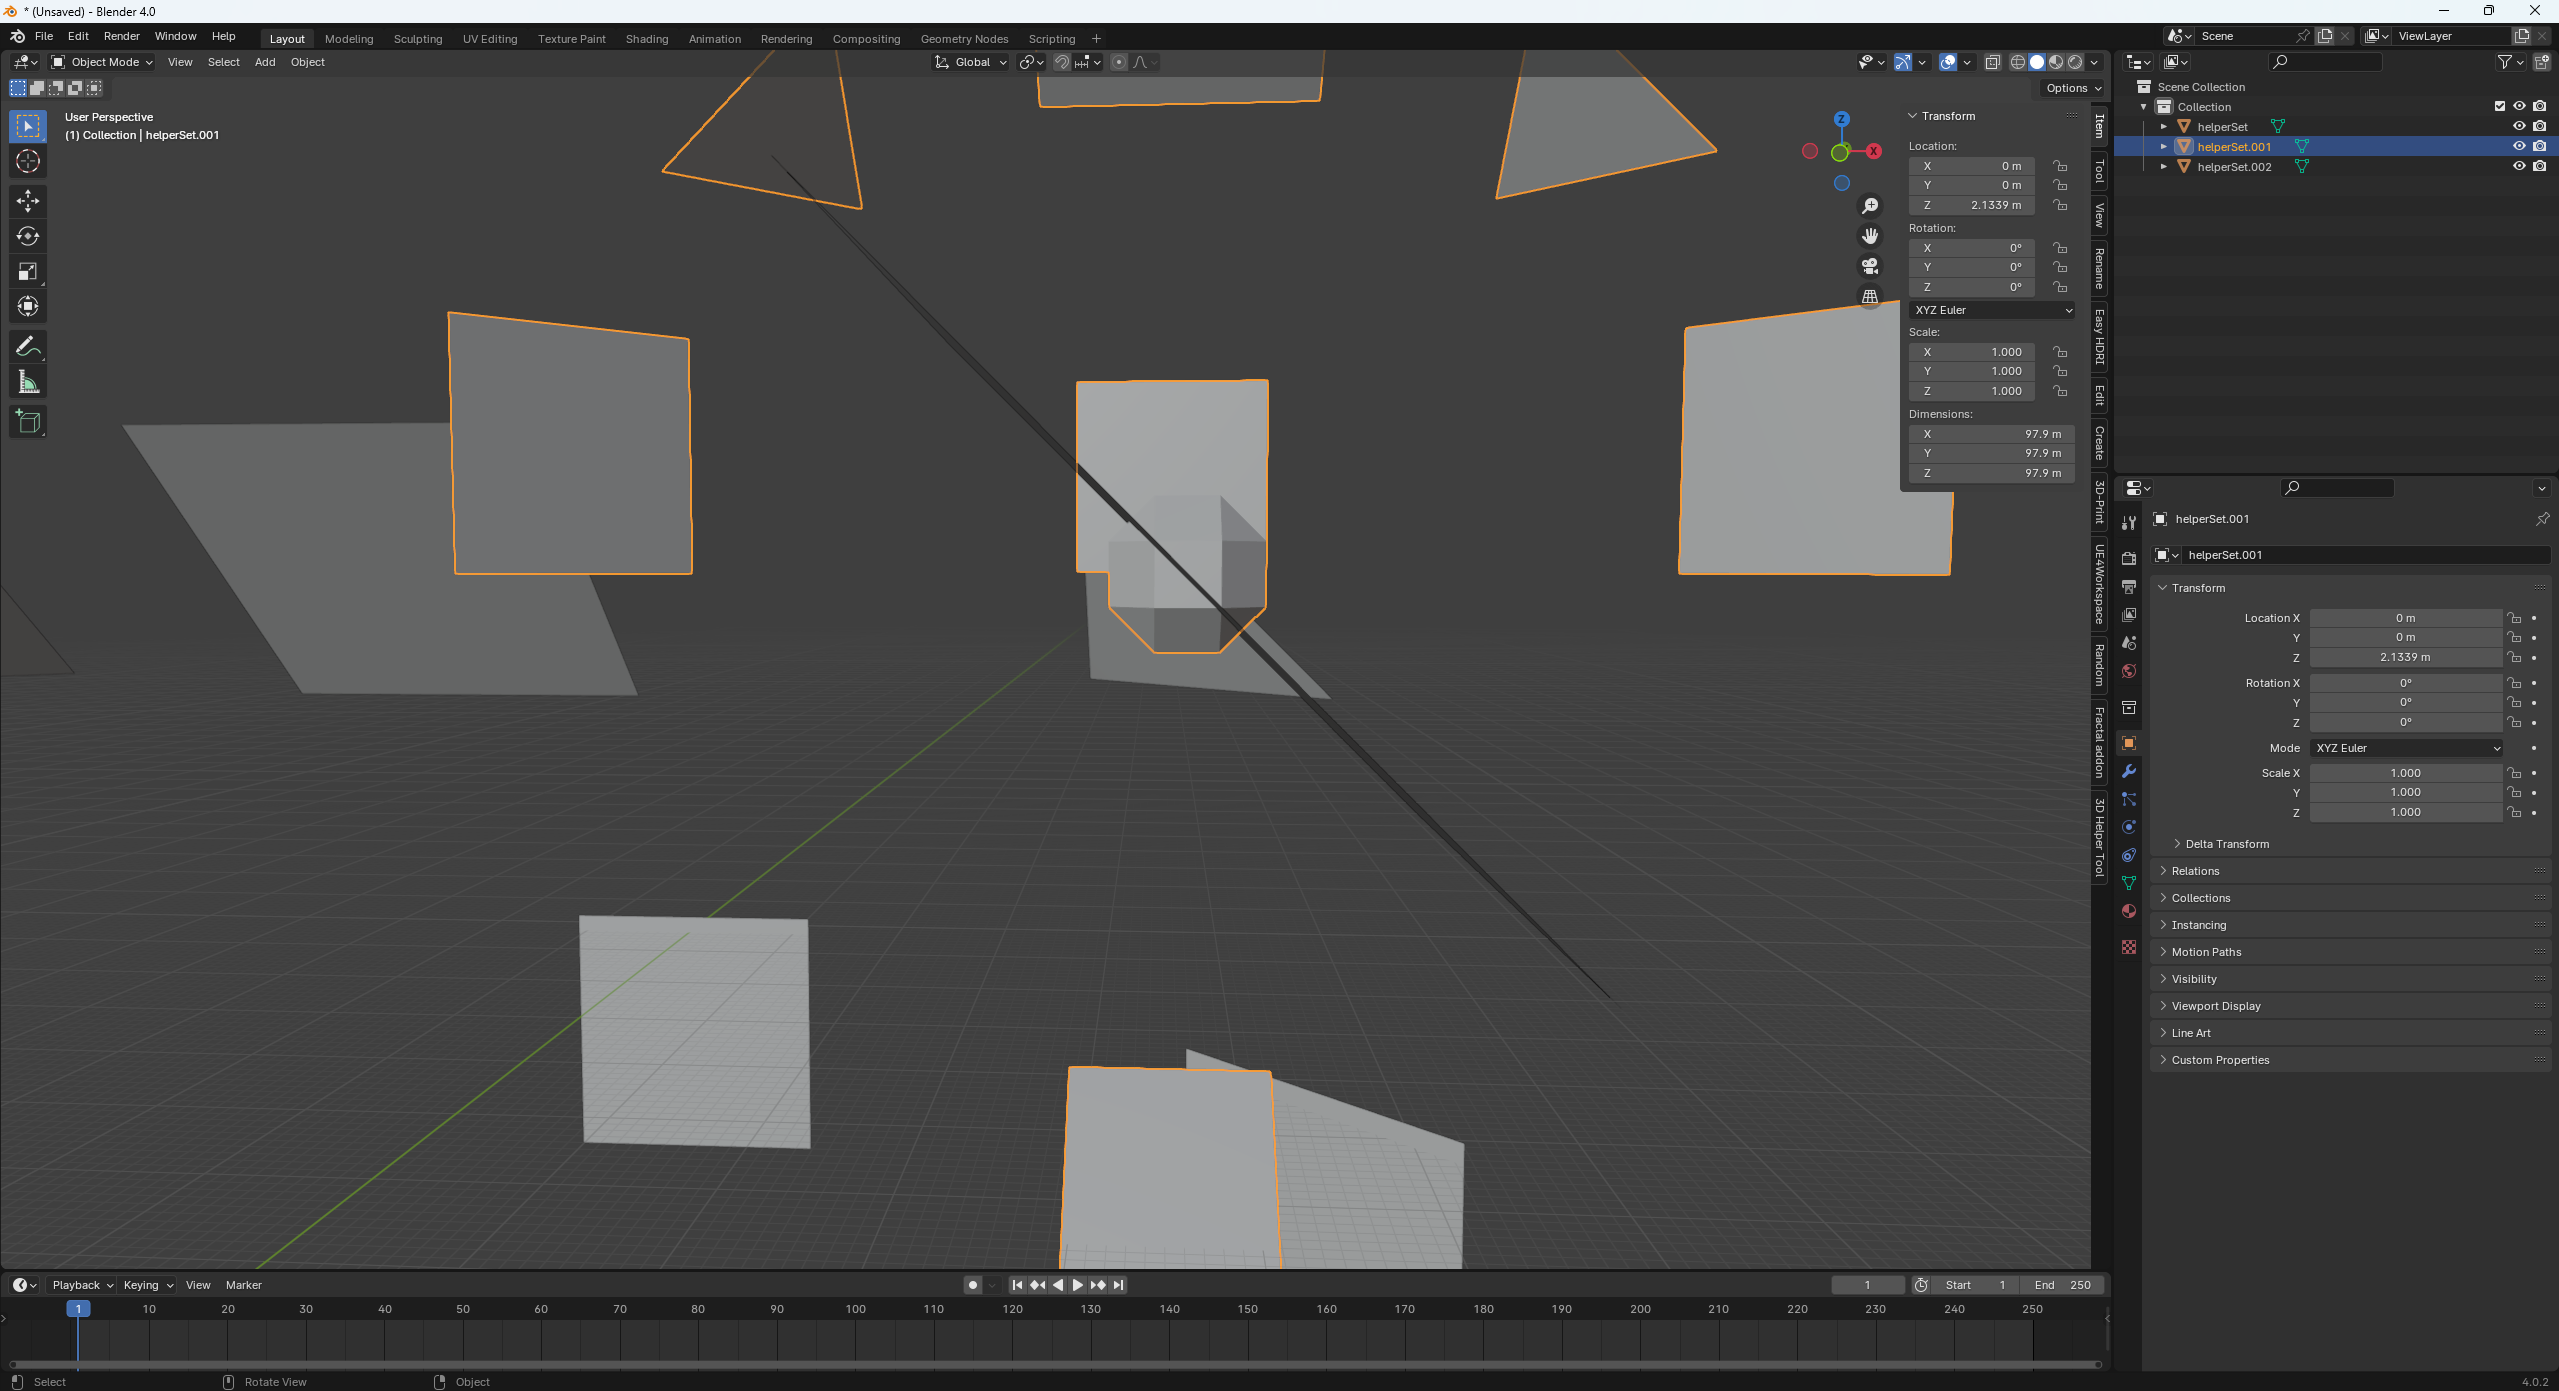 * (Unsaved) - Blender 4.0
File Edit Render Window Help Layout Modeling Sculpting UV Editing Texture Paint Shading Animation Rendering Compositing Geometry Nodes Scripting + Scene ViewLayer
Object Mode View Select Add Object Global
Options
User Perspective
(1) Collection | helperSet.001
Z
X
Transform
Location:
X 0 m
Y 0 m
Z 2.1339 m
Rotation:
X 0°
Y 0°
Z 0°
XYZ Euler
Scale:
X 1.000
Y 1.000
Z 1.000
Dimensions:
X 97.9 m
Y 97.9 m
Z 97.9 m
Item
Tool
View
Rename
Easy HDRI
Edit
Create
3D-Print
UE4Workspace
Random
Fractal addon
3D Helper Tool
Scene Collection
Collection
helperSet
helperSet.001
helperSet.002
helperSet.001
helperSet.001
Transform
Location X 0 m
Y 0 m
Z 2.1339 m
Rotation X 0°
Y 0°
Z 0°
Mode XYZ Euler
Scale X 1.000
Y 1.000
Z 1.000
Delta Transform
Relations
Collections
Instancing
Motion Paths
Visibility
Viewport Display
Line Art
Custom Properties
Playback Keying View Marker 1 Start 1 End 250
1 10 20 30 40 50 60 70 80 90 100 110 120 130 140 150 160 170 180 190 200 210 220 230 240 250
Select Rotate View Object 4.0.2